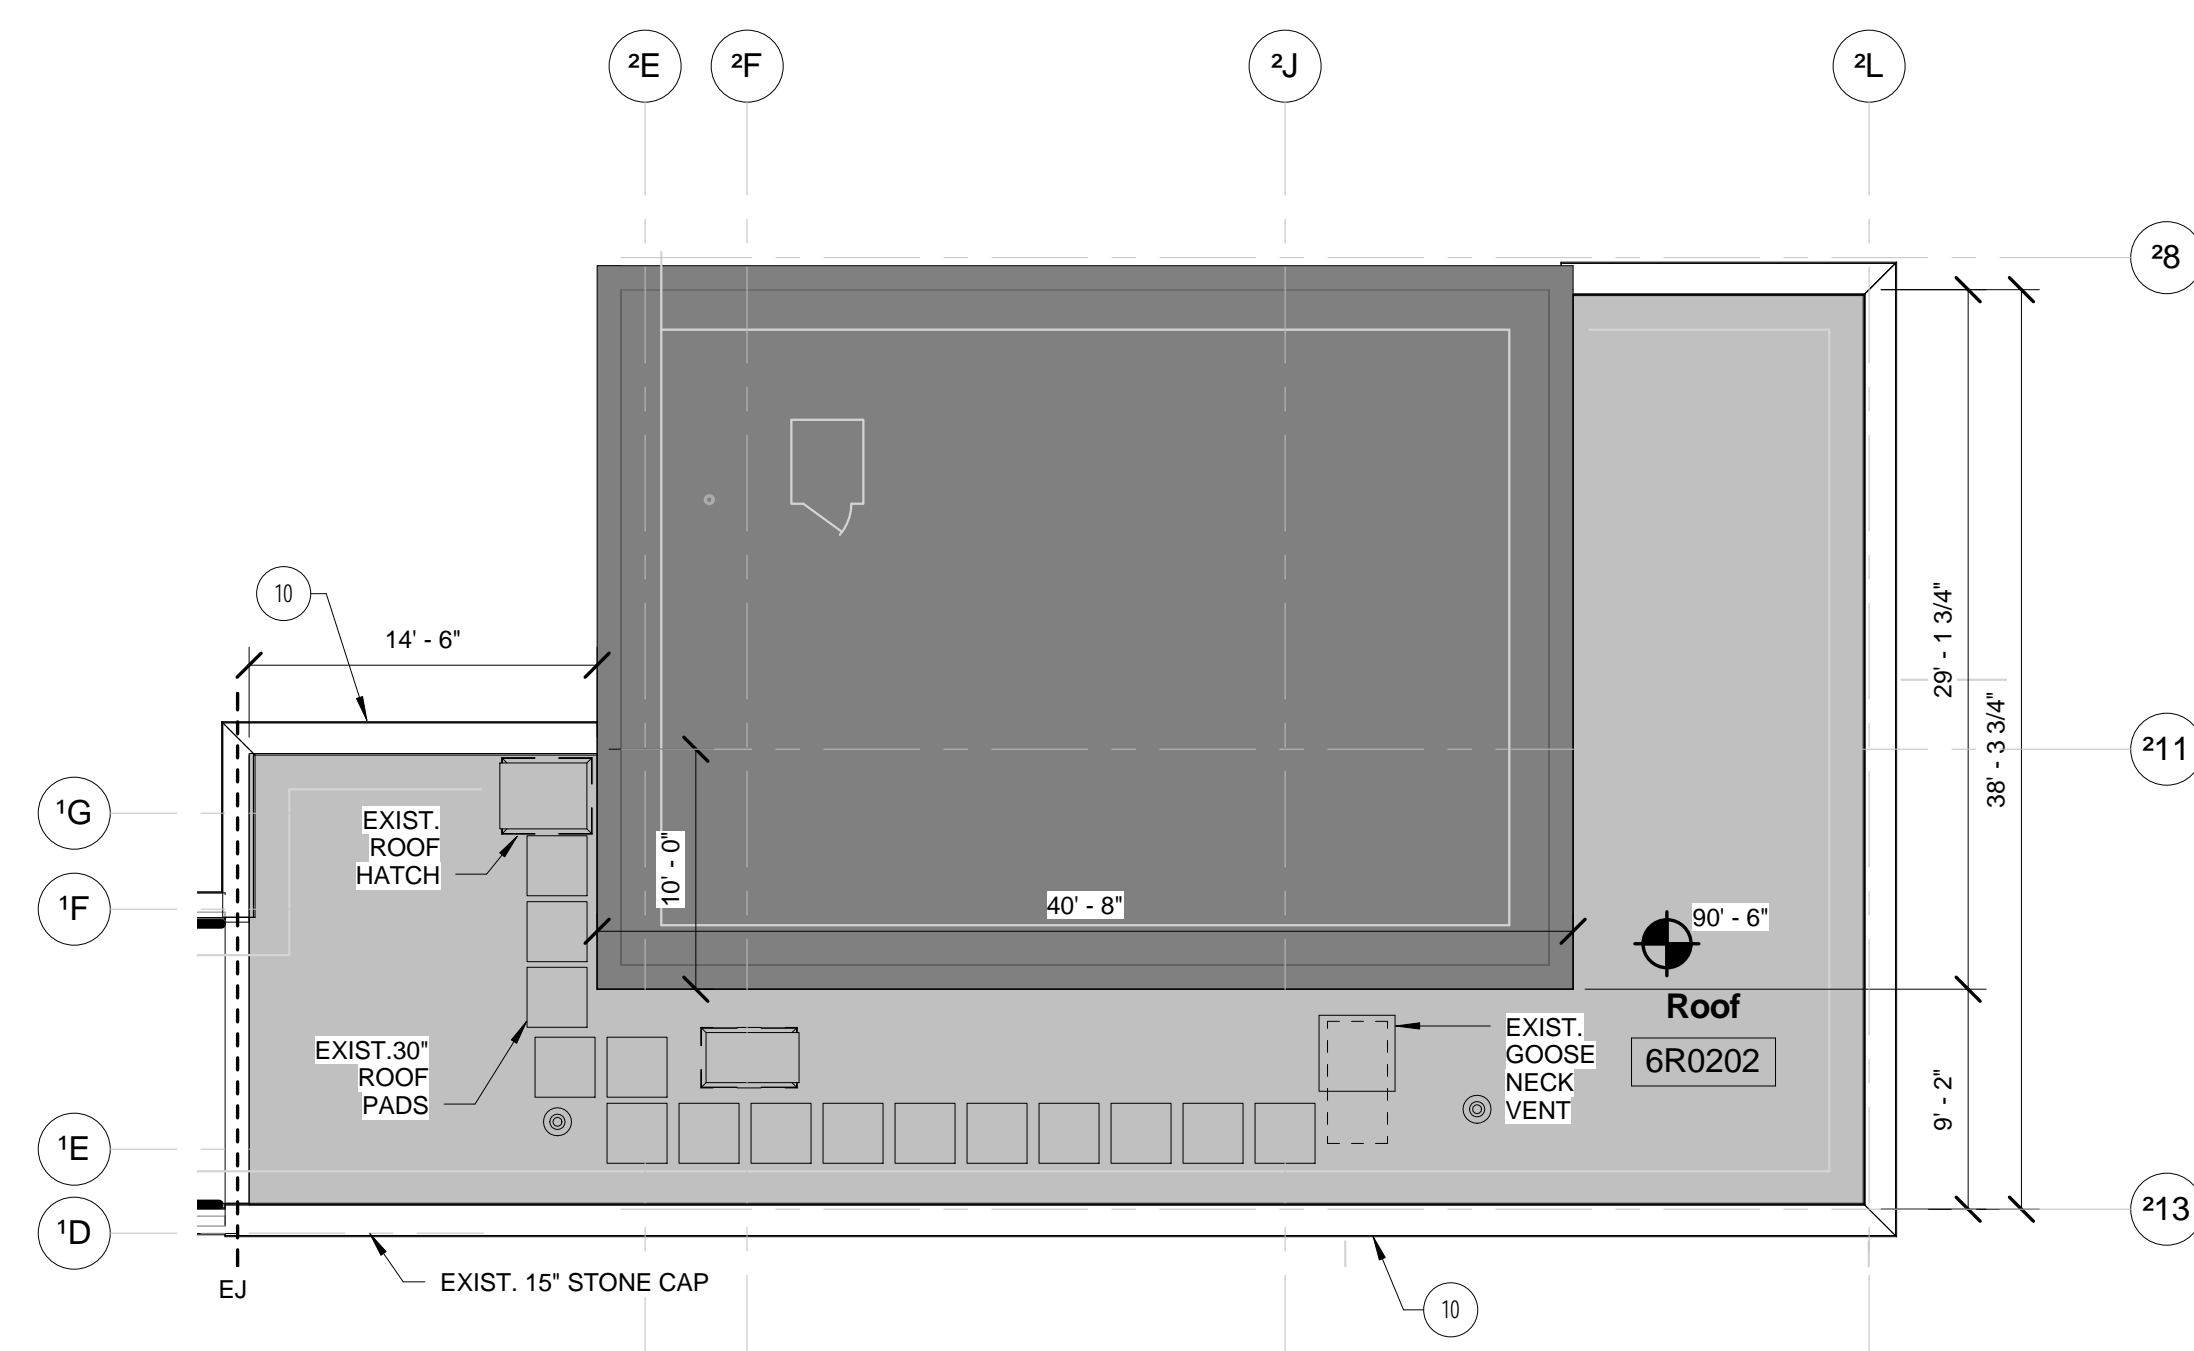 ²E
²F
²J
²L
²8
10
14' - 6"
29' - 1 3/4"
38' - 3 3/4"
²11
¹G
EXIST.
ROOF
HATCH
10' - 0"
40' - 8"
¹F
90' - 6"
Roof
6R0202
EXIST.30"
ROOF
PADS
EXIST.
GOOSE
NECK
VENT
9' - 2"
¹E
¹D
²13
EJ
EXIST. 15" STONE CAP
10